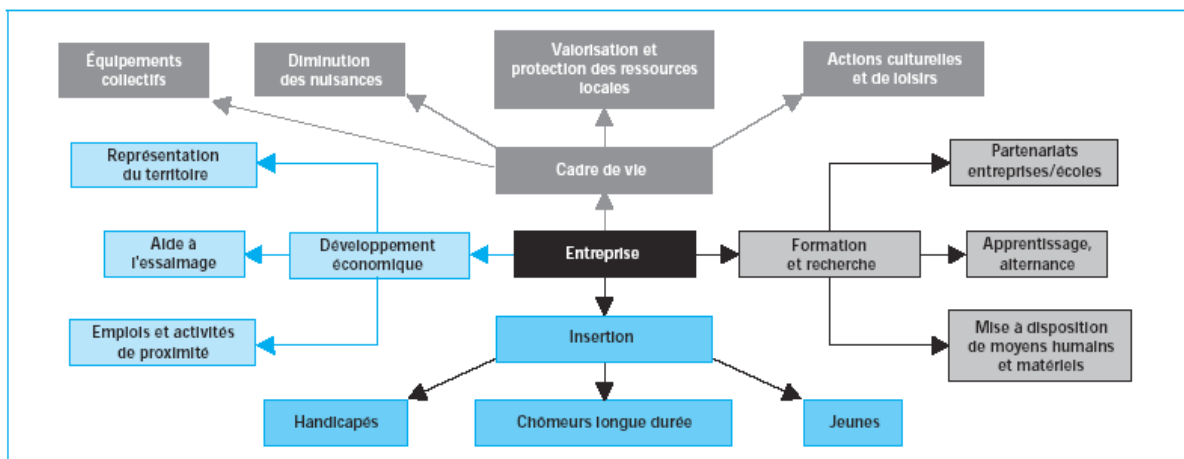 Équipements
collectifs
Diminution
des nuisances
Valorisation et
protection des ressources
locales
Actions culturelles
et de loisirs
Représentation
du territoire
Cadre de vie
Partenariats
entreprises/écoles
Aide à
l'essaimage
Développement
économique
Entreprise
Formation
et recherche
Apprentissage,
alternance
Emplois et activités
de proximité
Insertion
Mise à disposition
de moyens humains
et matériels
Handicapés
Chômeurs longue durée
Jeunes